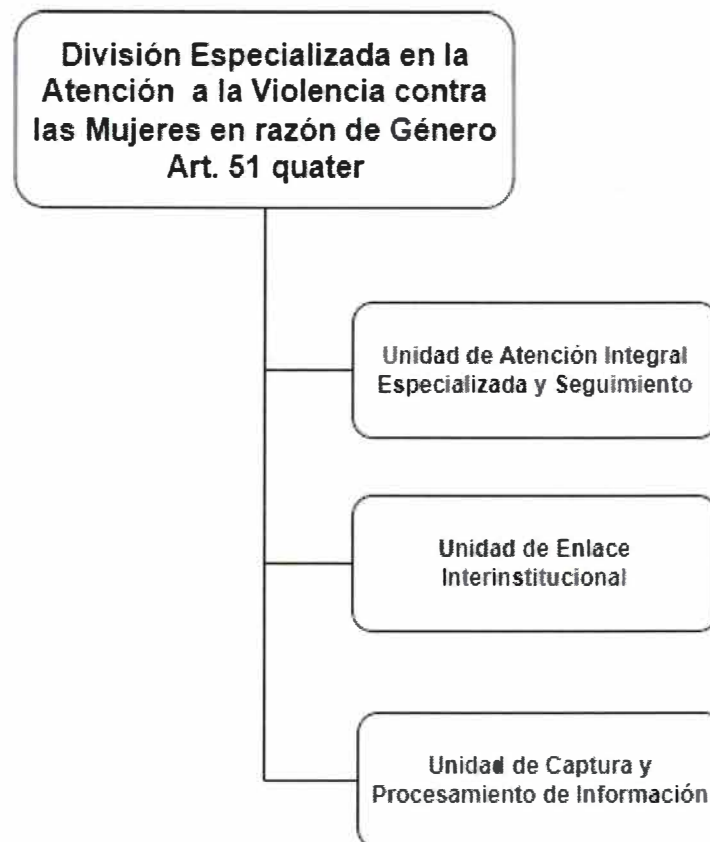 División Especializada en la
Atención a la Violencia contra
las Mujeres en razón de Género
Art. 51 quater
Unidad de Atención Integral
Especializada y Seguimiento
Unidad de Enlace
Interinstitucional
Unidad de Captura y
Procesamiento de Información